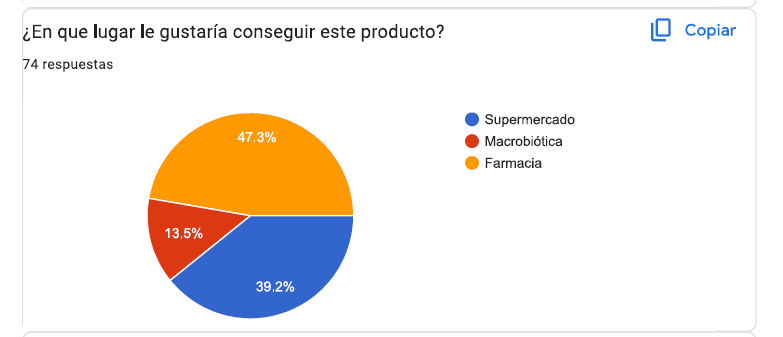 ¿En que lugar le gustaría conseguir este producto?
Copiar
74 respuestas
47.3%
13.5%
39.2%
Supermercado
Macrobiótica
Farmacia